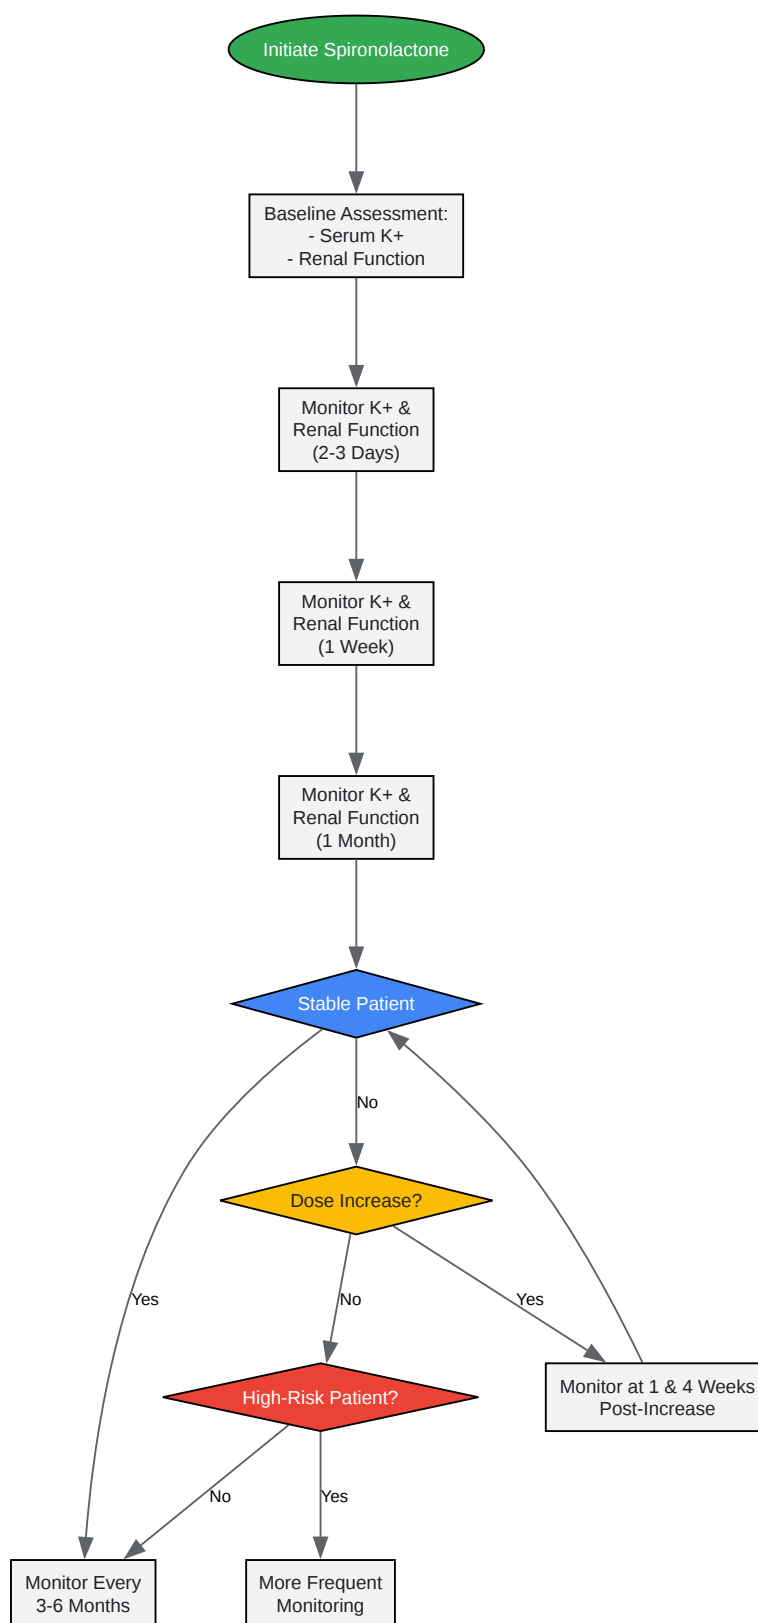 Initiate Spironolactone
Baseline Assessment:
- Serum K+
- Renal Function
Monitor K+ &
Renal Function
(2-3 Days)
Monitor K+ &
Renal Function
(1 Week)
Monitor K+ &
Renal Function
(1 Month)
Stable Patient
No
Dose Increase?
Yes
No
Yes
High-Risk Patient?
Monitor at 1 & 4 Weeks
Post-Increase
No
Yes
Monitor Every
3-6 Months
More Frequent
Monitoring